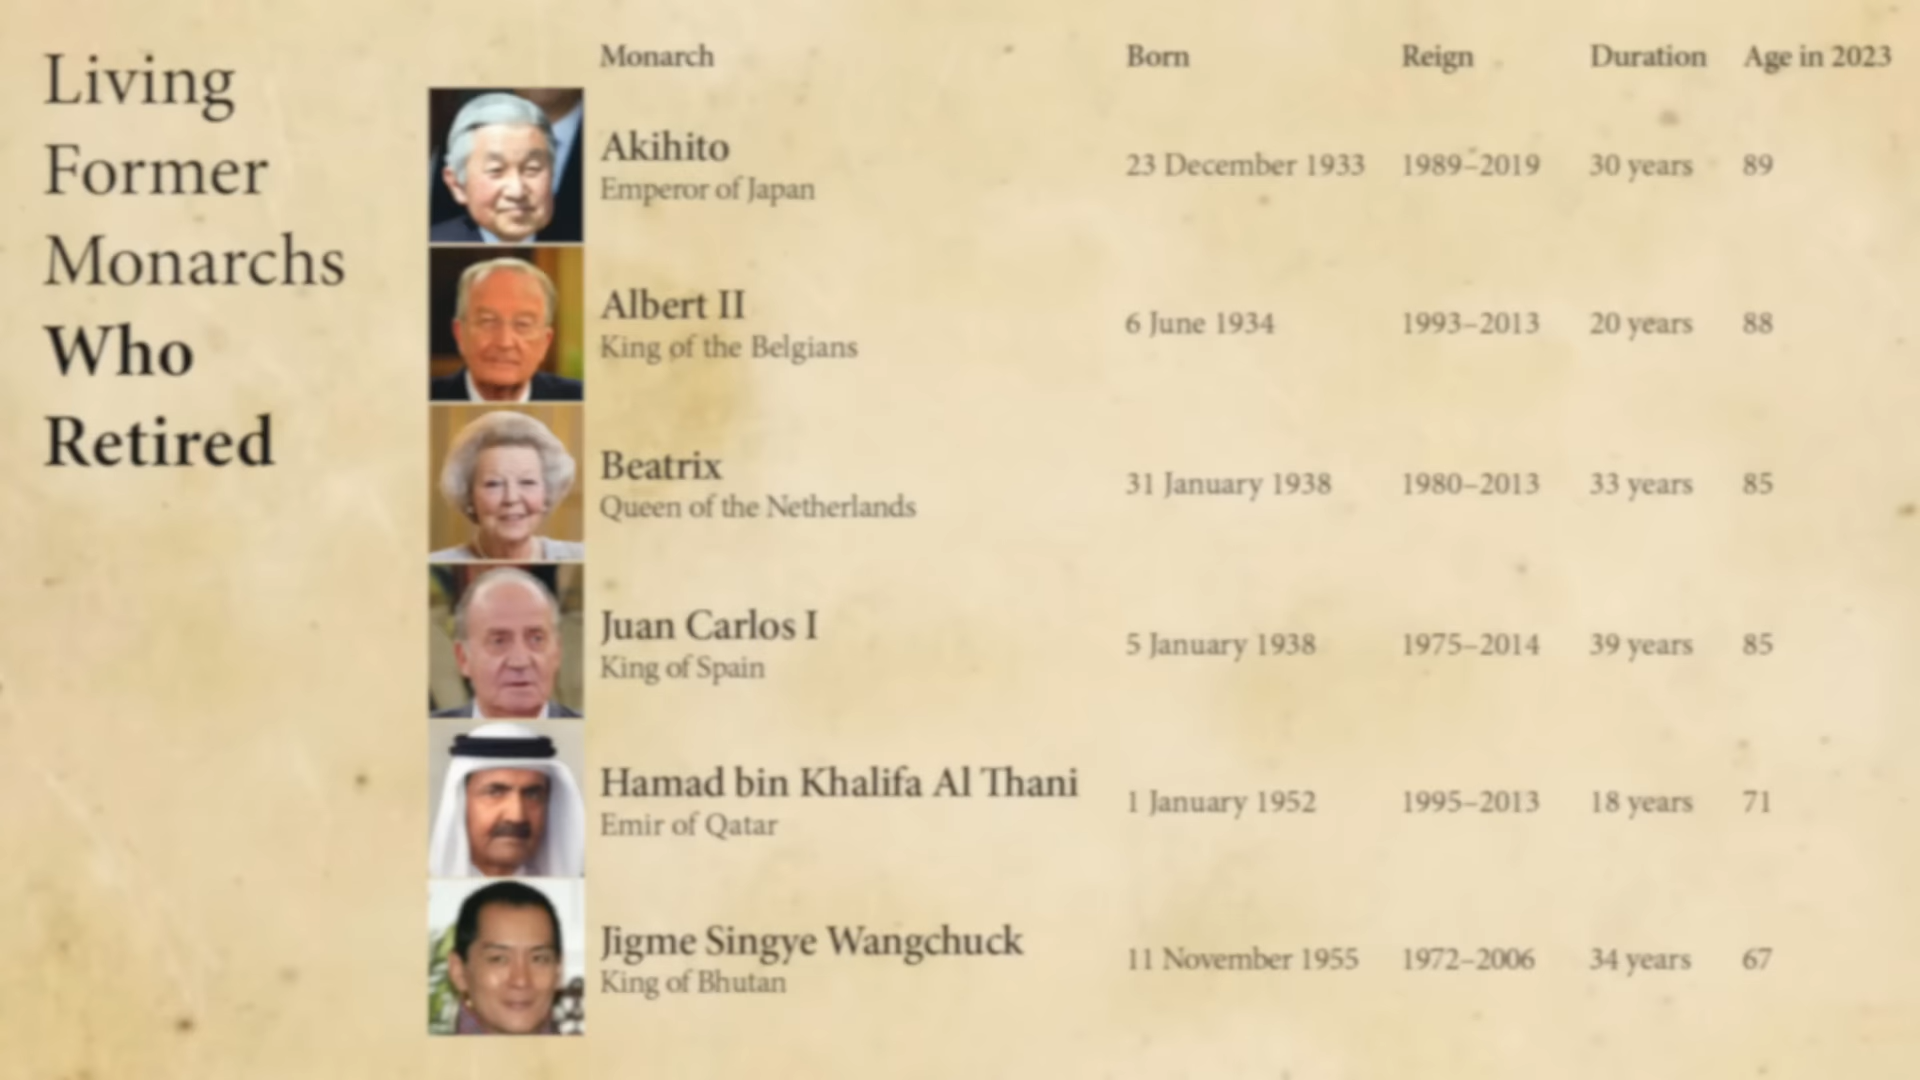 Living
Former
Monarchs
Who
Retired
Monarch Born Reign Duration Age in 2023
Akihito
Emperor of Japan
23 December 1933 1989–2019 30 years 89
Albert II
King of the Belgians
6 June 1934 1993–2013 20 years 88
Beatrix
Queen of the Netherlands
31 January 1938 1980–2013 33 years 85
Juan Carlos I
King of Spain
5 January 1938 1975–2014 39 years 85
Hamad bin Khalifa Al Thani
Emir of Qatar
1 January 1952 1995–2013 18 years 71
Jigme Singye Wangchuck
King of Bhutan
11 November 1955 1972–2006 34 years 67